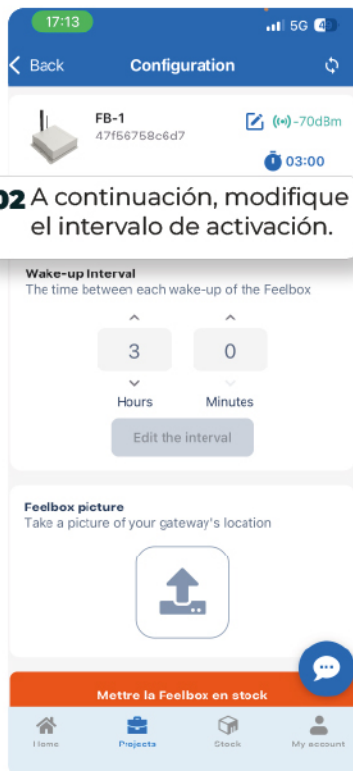 17:13
5G 42
Back
Configuration
FB-1
47f56758c6d7
-70dBm
03:00
02 A continuación, modifique
el intervalo de activación.
Wake-up Interval
The time between each wake-up of the Feelbox
3
0
Hours
Minutes
Edit the interval
Feelbox picture
Take a picture of your gateway's location
Mettre la Feelbox en stock
Home
Projects
Stock
My account